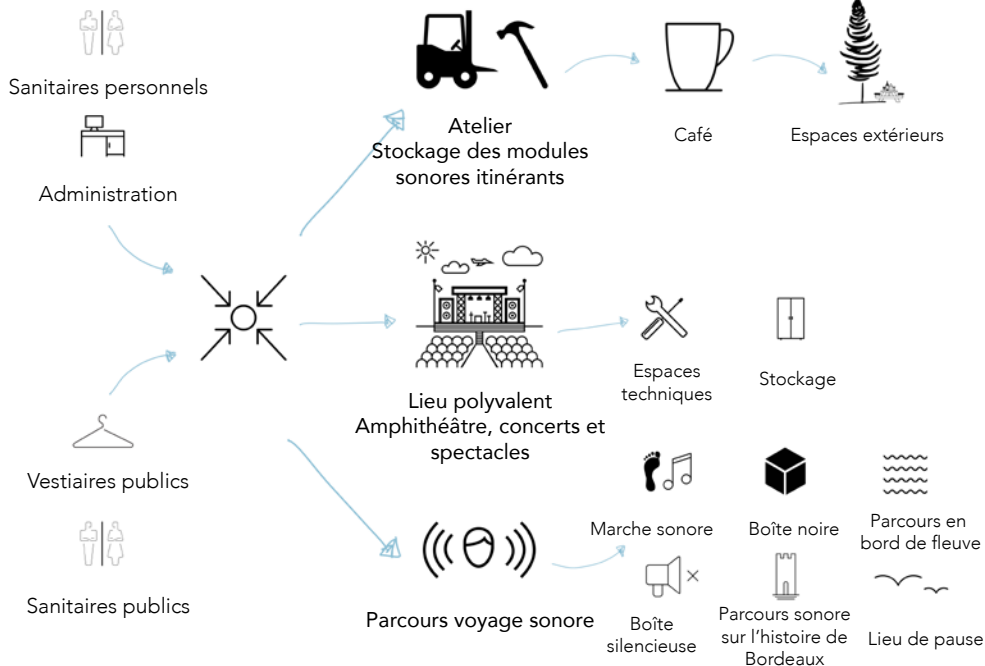 Sanitaires personnels
Administration
Vestiaires publics
Sanitaires publics
Atelier
Stockage des modules
sonores itinérants
Café
Espaces extérieurs
Lieu polyvalent
Amphithéâtre, concerts et
spectacles
Espaces
techniques
Stockage
Parcours voyage sonore
Marche sonore
Boîte noire
Parcours en
bord de fleuve
Boîte
silencieuse
Parcours sonore
sur l'histoire de
Bordeaux
Lieu de pause